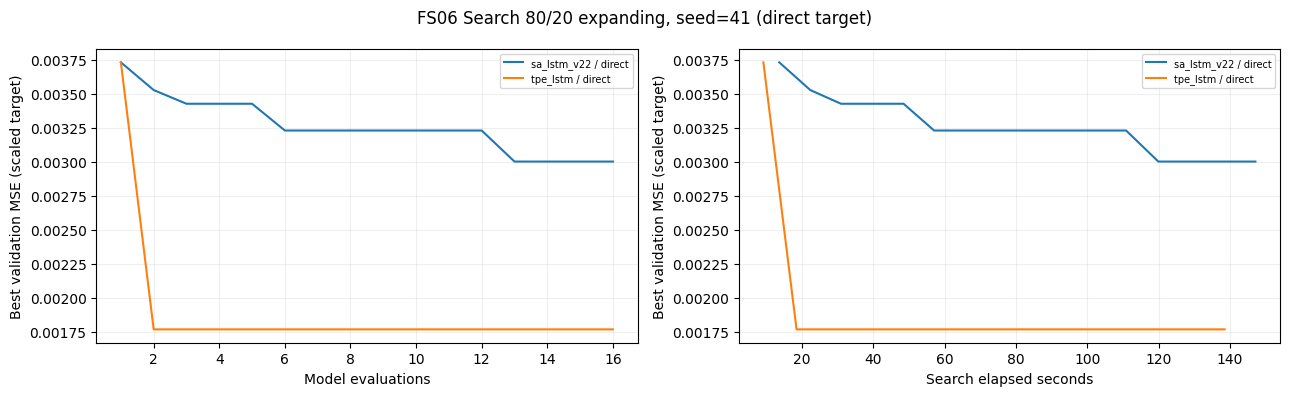 FS06 Search 80/20 expanding, seed=41 (direct target)
Best validation MSE (scaled target)
0.00375
0.00350
0.00325
0.00300
0.00275
0.00250
0.00225
0.00200
0.00175
sa_lstm_v22 / direct
tpe_lstm / direct
2 4 6 8 10 12 14 16
Model evaluations
Best validation MSE (scaled target)
0.00375
0.00350
0.00325
0.00300
0.00275
0.00250
0.00225
0.00200
0.00175
sa_lstm_v22 / direct
tpe_lstm / direct
20 40 60 80 100 120 140
Search elapsed seconds